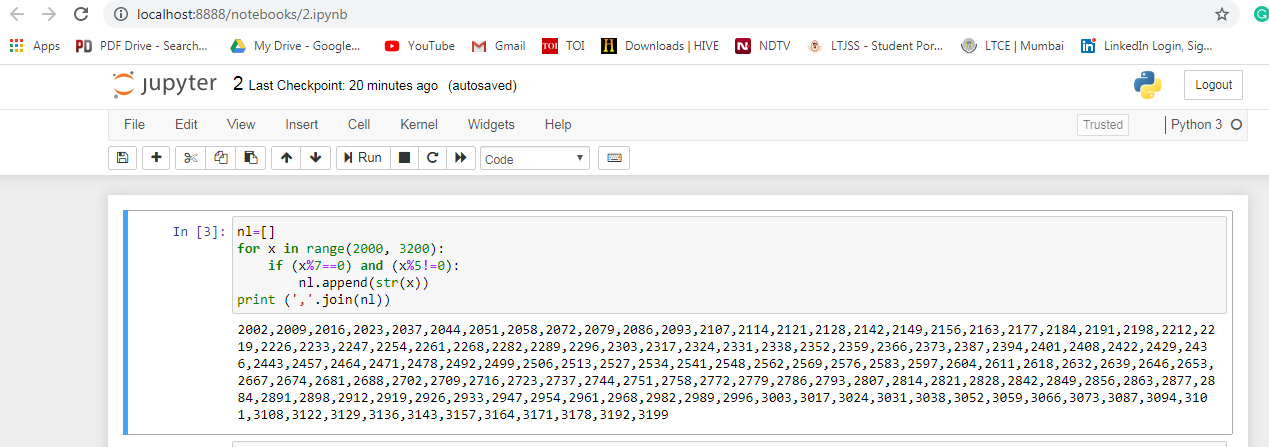 localhost:8888/notebooks/2.ipynb
Apps PDF Drive - Search... My Drive - Google... YouTube Gmail TOI TOI Downloads | HIVE NDTV LTJSS - Student Por... LTCE | Mumbai LinkedIn Login, Sig...
jupyter 2 Last Checkpoint: 20 minutes ago (autosaved) Logout
File Edit View Insert Cell Kernel Widgets Help Trusted Python 3
Run Code
In [3]: nl=[]
for x in range(2000, 3200):
    if (x%7==0) and (x%5!=0):
        nl.append(str(x))
print (','.join(nl))
2002,2009,2016,2023,2037,2044,2051,2058,2072,2079,2086,2093,2107,2114,2121,2128,2142,2149,2156,2163,2177,2184,2191,2198,2212,22
19,2226,2233,2247,2254,2261,2268,2282,2289,2296,2303,2317,2324,2331,2338,2352,2359,2366,2373,2387,2394,2401,2408,2422,2429,243
6,2443,2457,2464,2471,2478,2492,2499,2506,2513,2527,2534,2541,2548,2562,2569,2576,2583,2597,2604,2611,2618,2632,2639,2646,2653,
2667,2674,2681,2688,2702,2709,2716,2723,2737,2744,2751,2758,2772,2779,2786,2793,2807,2814,2821,2828,2842,2849,2856,2863,2877,28
84,2891,2898,2912,2919,2926,2933,2947,2954,2961,2968,2982,2989,2996,3003,3017,3024,3031,3038,3052,3059,3066,3073,3087,3094,310
1,3108,3122,3129,3136,3143,3157,3164,3171,3178,3192,3199